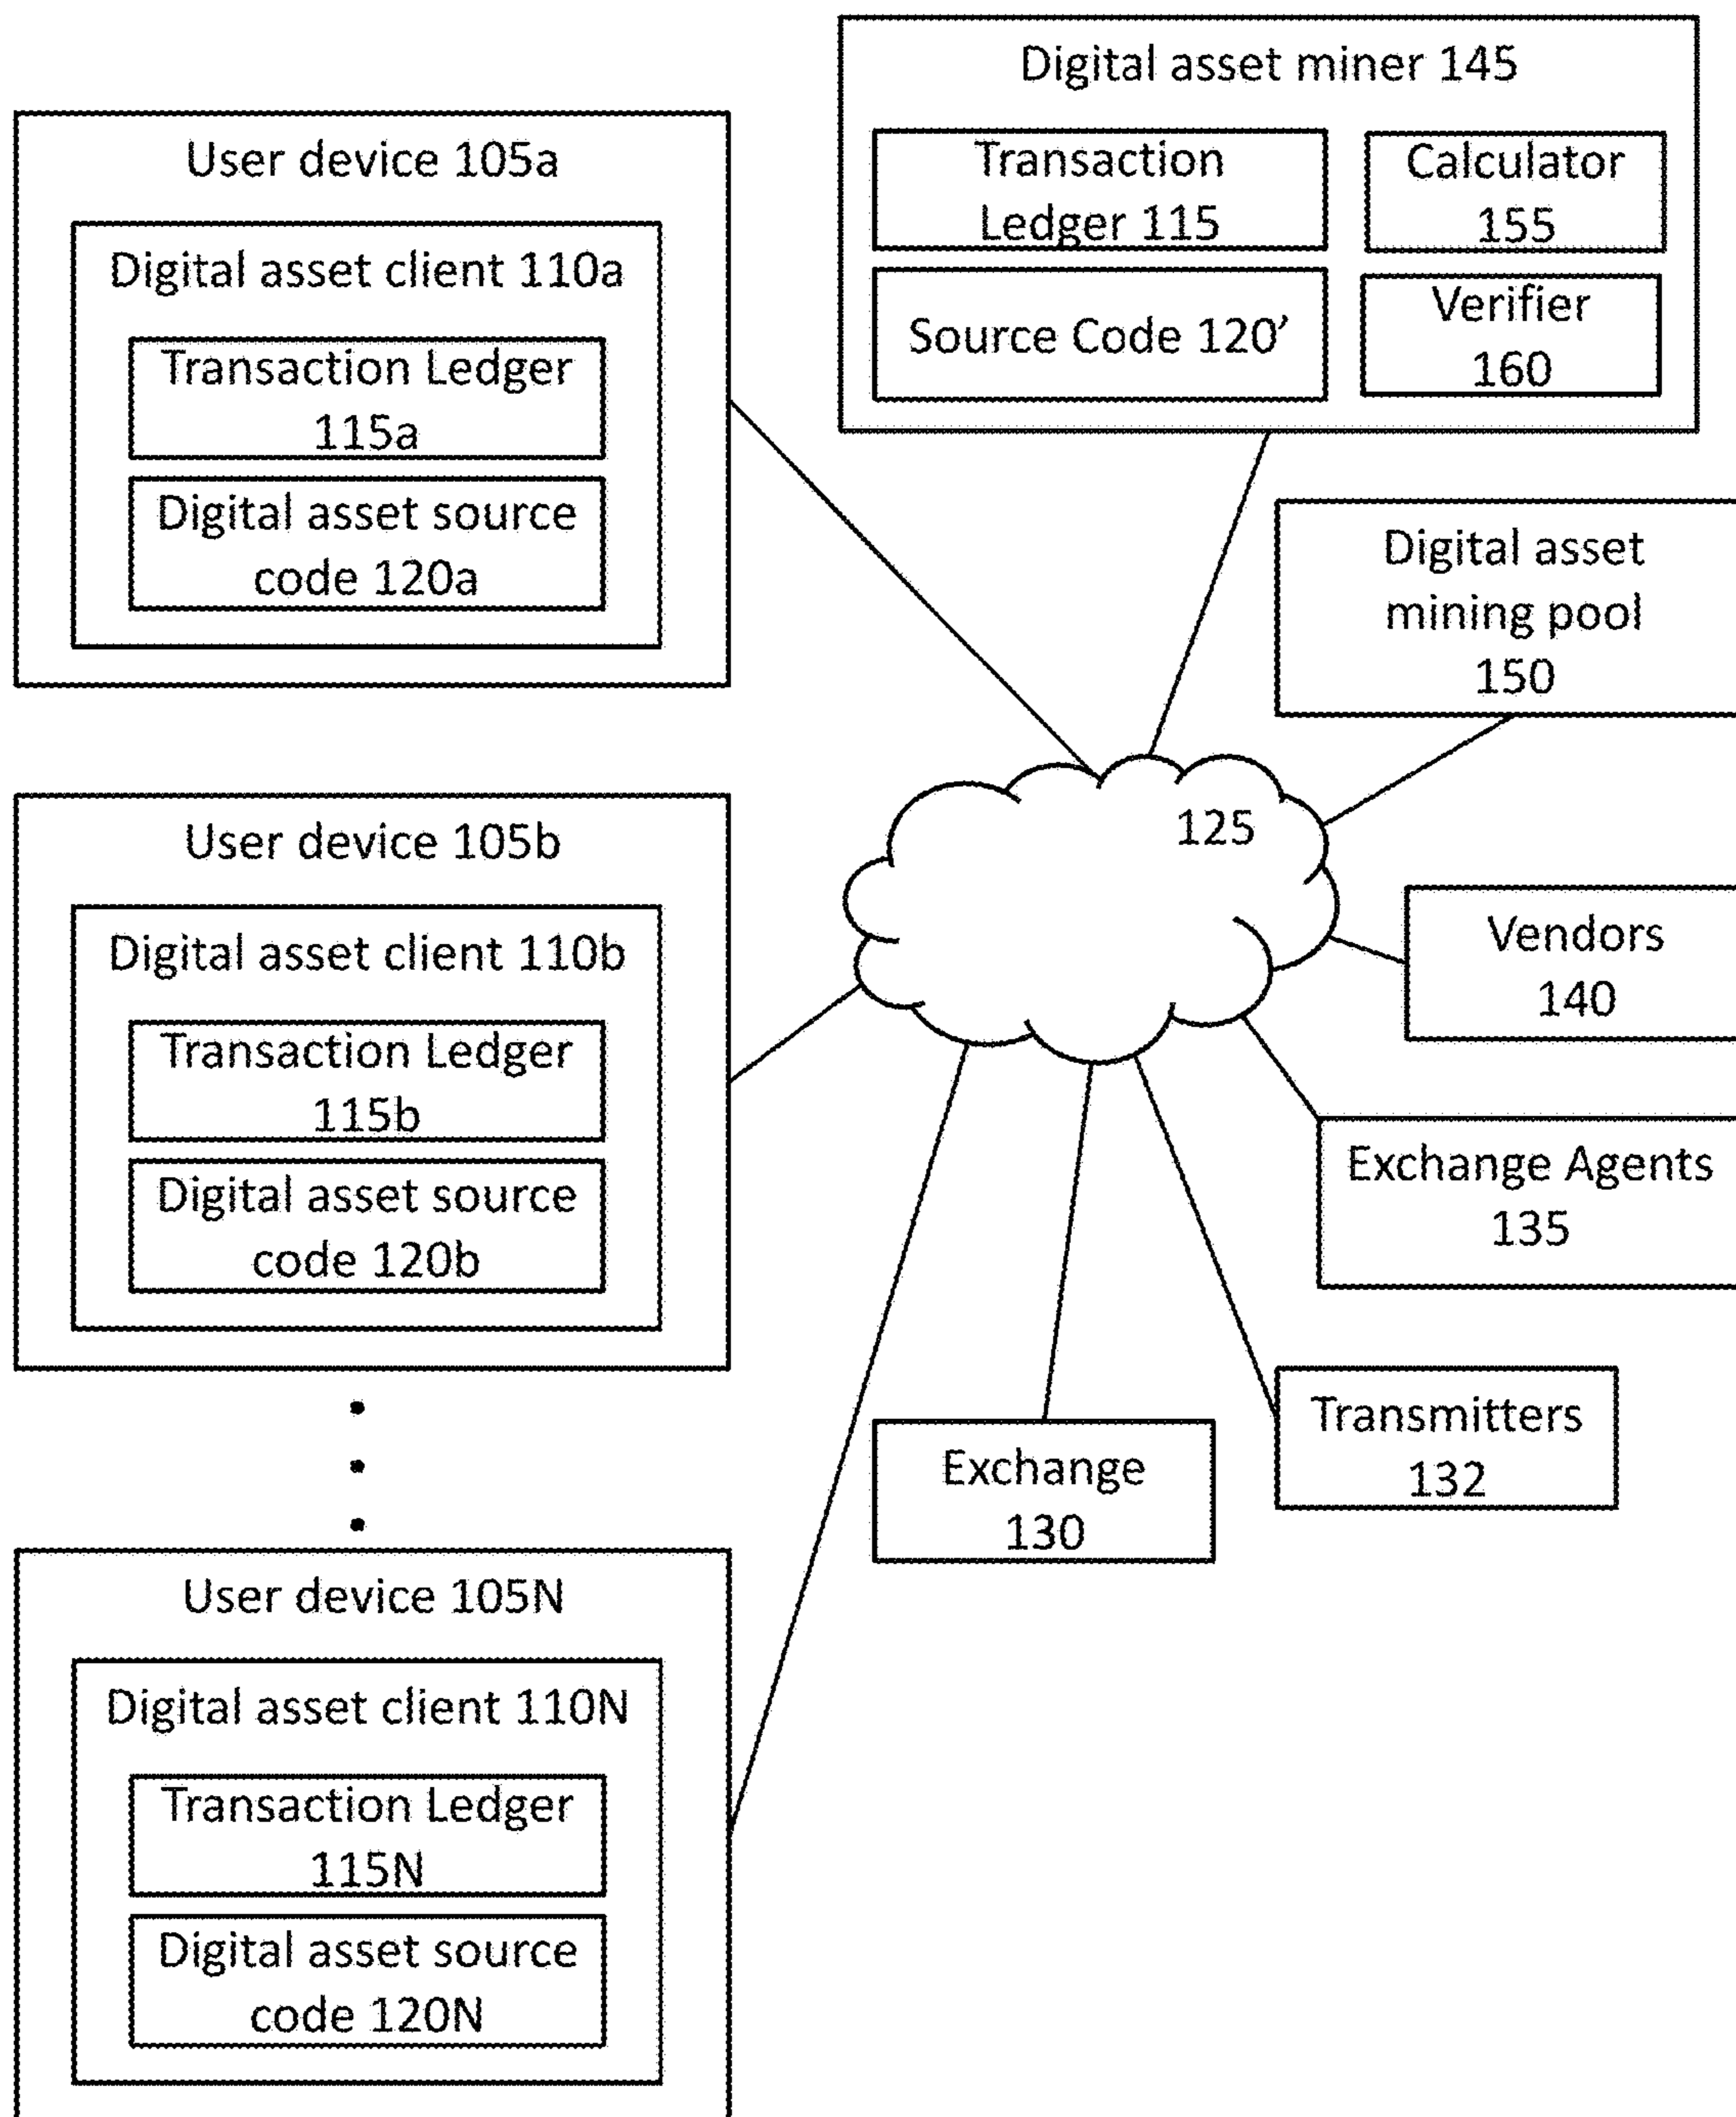 User device 105a
Digital asset client 110a
Transaction Ledger
115a
Digital asset source
code 120a
Digital asset miner 145
Transaction
Ledger 115
Calculator
155
Source Code 120’
Verifier
160
Digital asset
mining pool
150
125
User device 105b
Digital asset client 110b
Transaction Ledger
115b
Digital asset source
code 120b
Vendors
140
Exchange Agents
135
Transmitters
132
Exchange
130
User device 105N
Digital asset client 110N
Transaction Ledger
115N
Digital asset source
code 120N